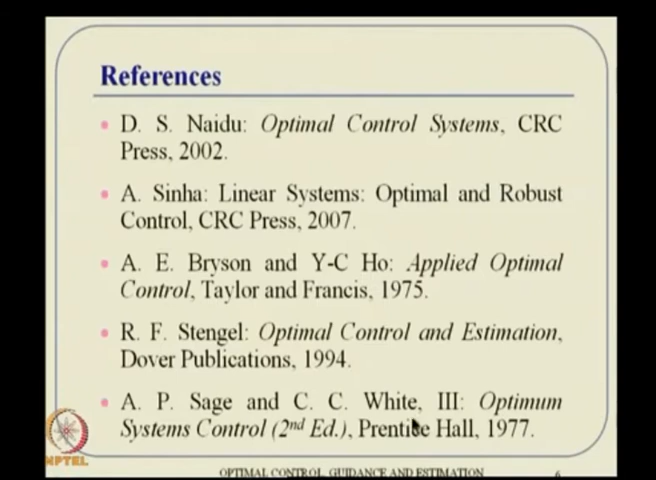 References
D. S. Naidu: Optimal Control Systems, CRC
Press, 2002.
A. Sinha: Linear Systems: Optimal and Robust
Control, CRC Press, 2007.
A. E. Bryson and Y-C Ho: Applied Optimal
Control, Taylor and Francis, 1975.
R. F. Stengel: Optimal Control and Estimation,
Dover Publications, 1994.
A. P. Sage and C. C. White, III: Optimum
Systems Control (2nd Ed.), Prentice Hall, 1977.
NPTEL
OPTIMAL CONTROL, GUIDANCE AND ESTIMATION
6